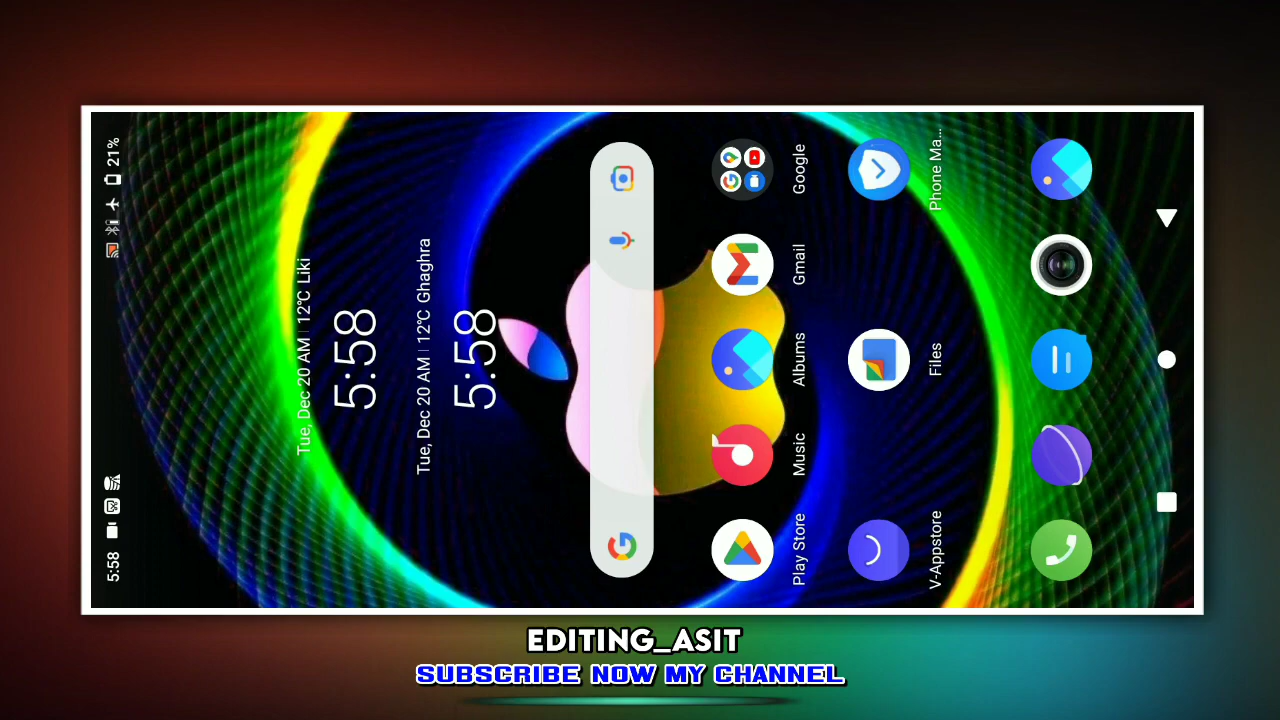 5:58
21%
Tue, Dec 20 AM | 12°C Liki
5:58
Tue, Dec 20 AM | 12°C Ghaghra
5:58
Play Store
Music
Albums
Gmail
Google
V-Appstore
Files
Phone Ma...
EDITING_ASIT
SUBSCRIBE NOW MY CHANNEL